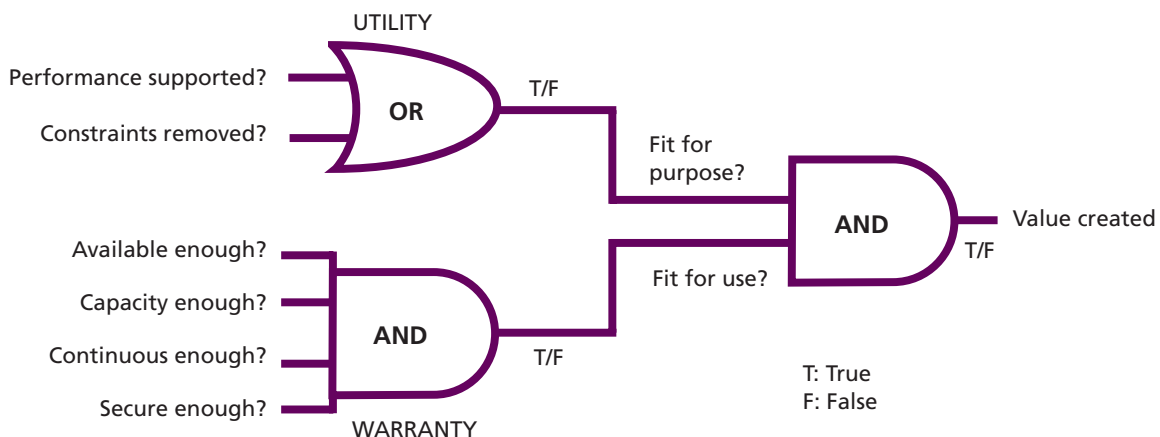 UTILITY
Performance supported?
Constraints removed?
OR
T/F
Fit for
purpose?
Available enough?
Capacity enough?
Continuous enough?
Secure enough?
AND
WARRANTY
T/F
Fit for use?
AND
T/F
Value created
T: True
F: False